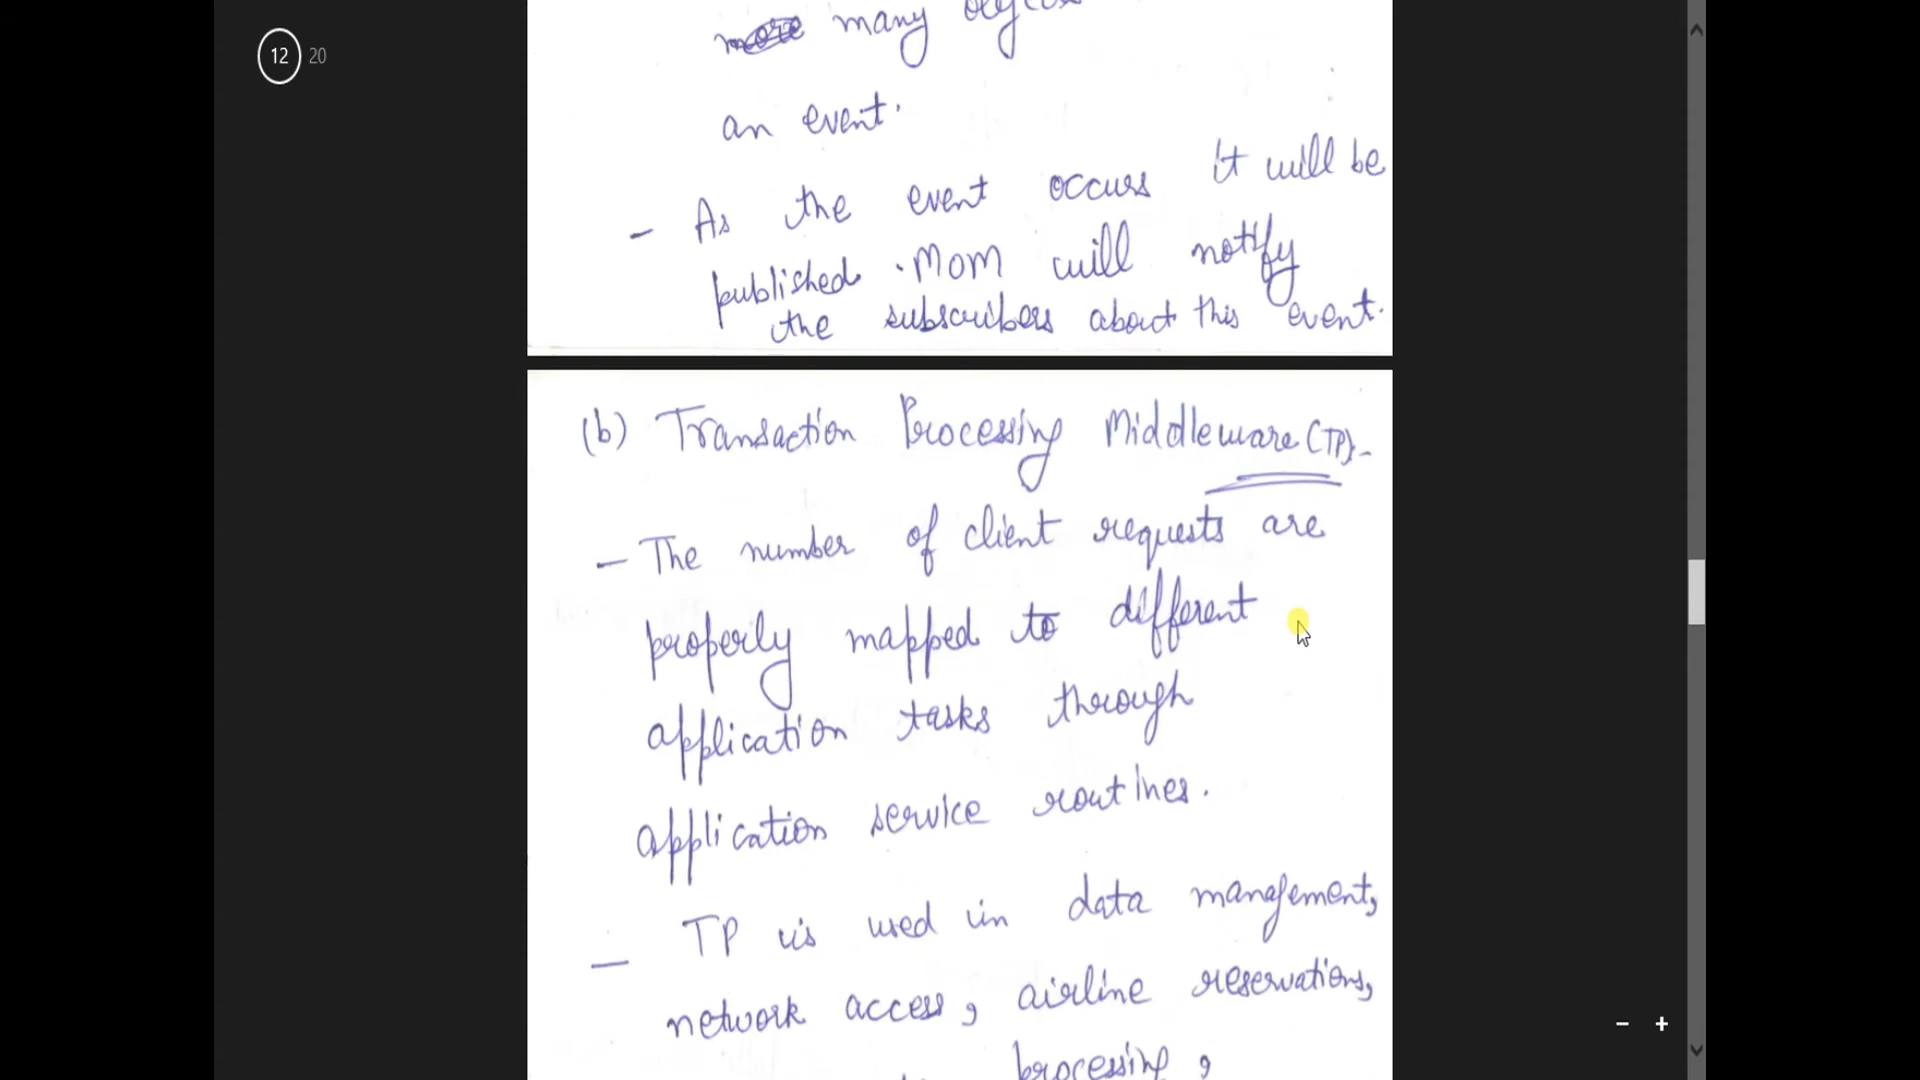 12 20
many
an event.
- As the event occurs it will be
published. MOM will notify
the subscribers about this event.
(b) Transaction Processing Middleware (TP)-
- The number of client requests are
properly mapped to different
application tasks through
application service routines.
- TP is used in data management,
network access, airline reservations,
processing,